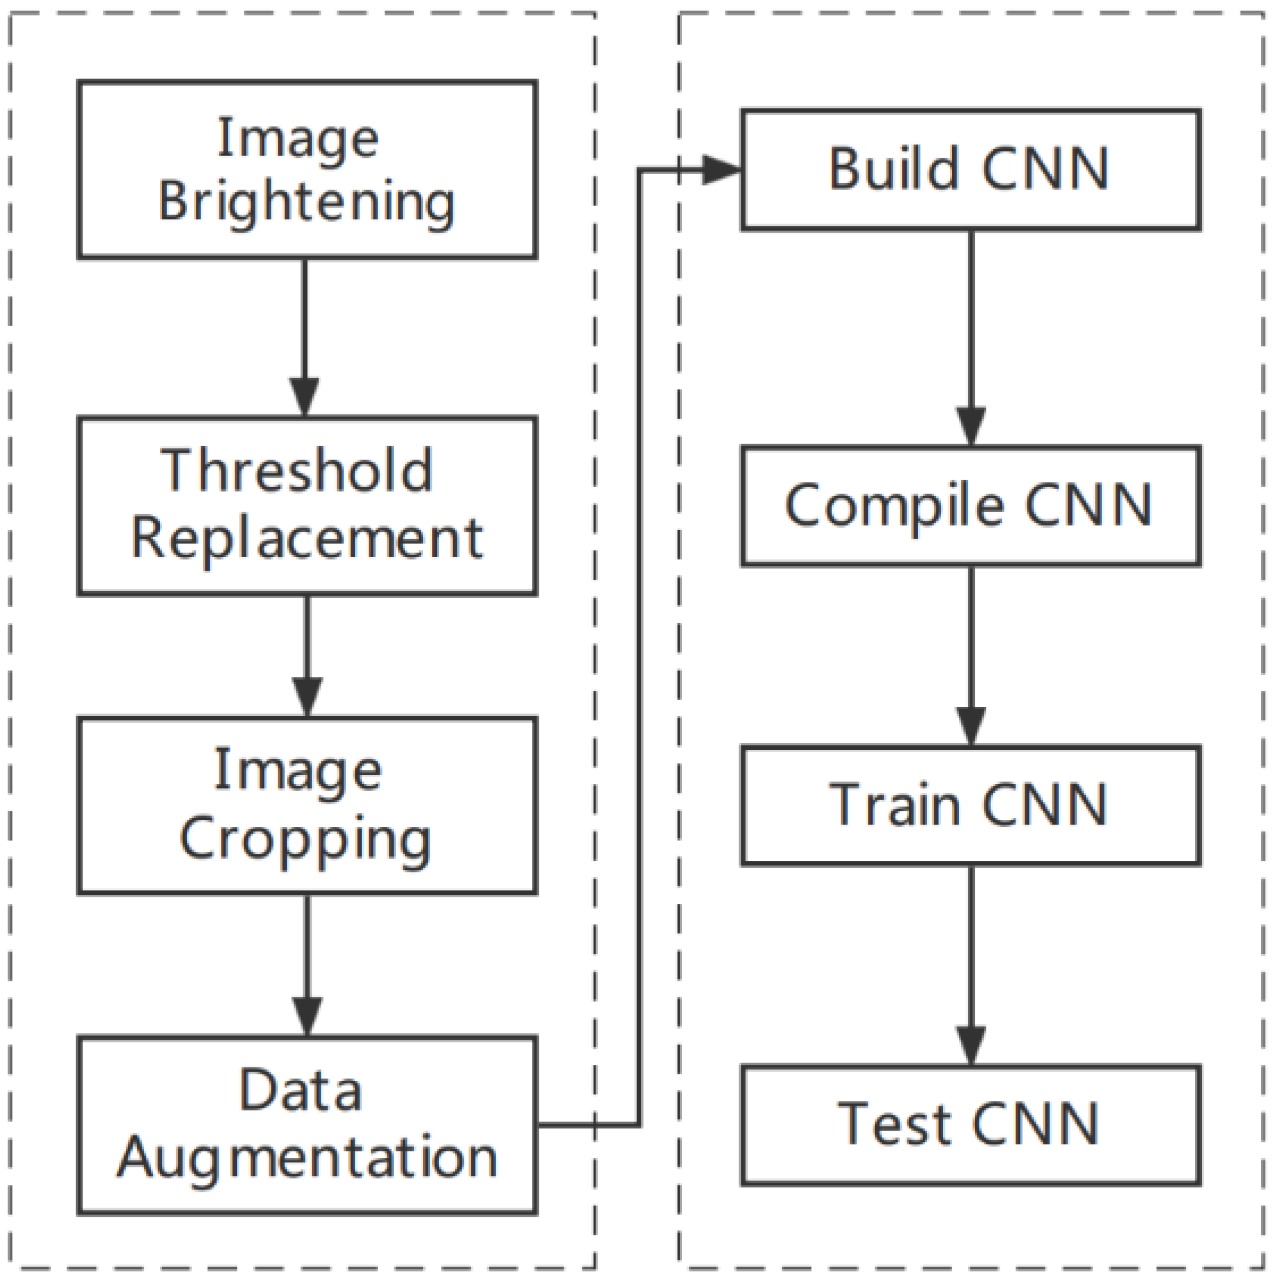 Image
Brightening
Threshold
Replacement
Image
Cropping
Data
Augmentation
Build CNN
Compile CNN
Train CNN
Test CNN